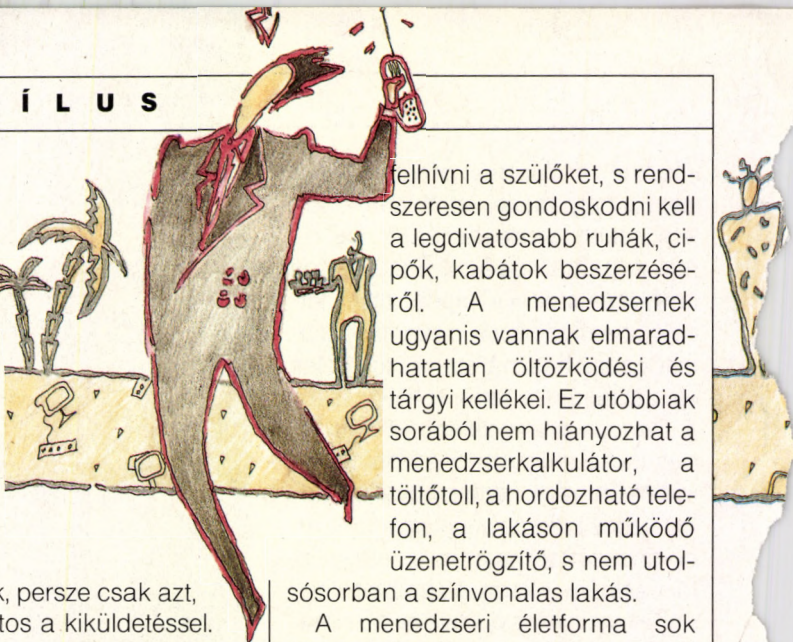 ÍLUS
k, persze csak azt,
tos a kiküldetéssel.
felhívni a szülőket, s rend-
szeresen gondoskodni kell
a legdivatosabb ruhák, ci-
pők, kabátok beszerzésé-
ről. A menedzsernek
ugyanis vannak elmarad-
hatatlan öltözködési és
tárgyi kellékei. Ez utóbbiak
sorából nem hiányozhat a
menedzserkalkulátor, a
töltőtoll, a hordozható tele-
fon, a lakáson működő
üzenetrögzítő, s nem utol-
sósorban a színvonalas lakás.
A menedzseri életforma sok